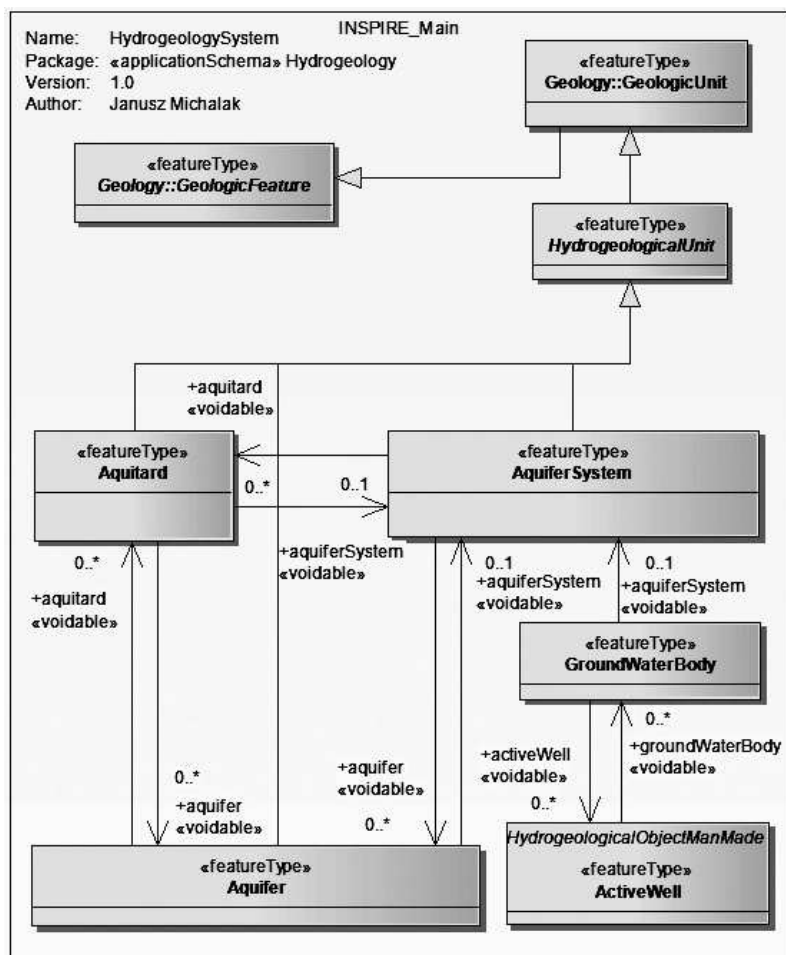 INSPIRE_Main
Name: HydrogeologySystem
Package: «applicationSchema» Hydrogeology
Version: 1.0
Author: Janusz Michalak
«featureType»
Geology::GeologicUnit
«featureType»
Geology::GeologicFeature
«featureType»
HydrogeologicalUnit
+aquitard
«voidable»
«featureType»
Aquitard
«featureType»
AquiferSystem
0..*
0..1
0..*
+aquitard
«voidable»
+aquiferSystem
«voidable»
0..1
+aquiferSystem
«voidable»
0..1
+aquiferSystem
«voidable»
«featureType»
GroundWaterBody
0..*
+aquifer
«voidable»
+aquifer
«voidable»
0..*
+activeWell
«voidable»
0..*
0..*
+groundWaterBody
«voidable»
«featureType»
Aquifer
HydrogeologicalObjectManMade
«featureType»
ActiveWell